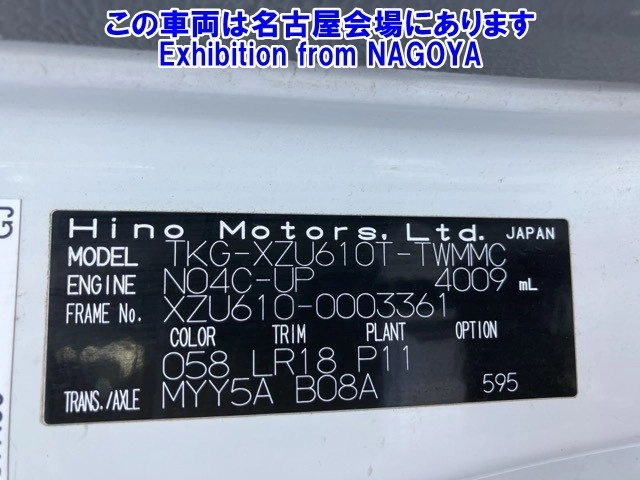 この車両は名古屋会場にあります
Exhibition from NAGOYA
Hino Motors, Ltd. JAPAN
MODEL TKG-XZU610T-TWMMC
ENGINE N04C-UP 4009 mL
FRAME No. XZU610-0003361
COLOR TRIM PLANT OPTION
058 LR18 P11
TRANS./AXLE MYY5A B08A 595